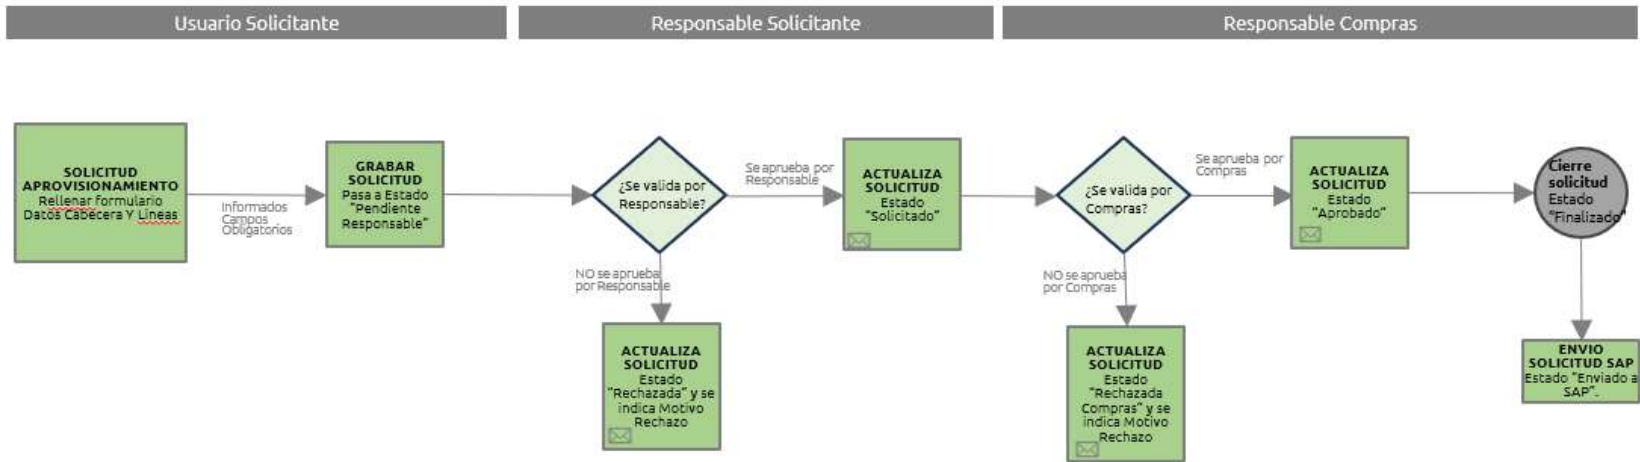 Usuario Solicitante
Responsable Solicitante
Responsable Compras
SOLICITUD
APROVISIONAMIENTO
Rellenar formulario
Datos Cabecera Y Líneas
Informados
Campos
Obligatorios
GRABAR
SOLICITUD
Pasa a Estado
"Pendiente
Responsable"
¿Se valida por
Responsable?
Se aprueba por
Responsable
NO se aprueba
por Responsable
ACTUALIZA
SOLICITUD
Estado
"Rechazada" y se
indica Motivo
Rechazo
ACTUALIZA
SOLICITUD
Estado
"Solicitado"
¿Se valida por
Compras?
Se aprueba por
Compras
NO se aprueba
por Compras
ACTUALIZA
SOLICITUD
Estado
"Rechazada
Compras" y se
indica Motivo
Rechazo
ACTUALIZA
SOLICITUD
Estado
"Aprobado"
Cierre
solicitud
Estado
"Finalizado"
ENVIO
SOLICITUD SAP
Estado "Enviado a
SAP".